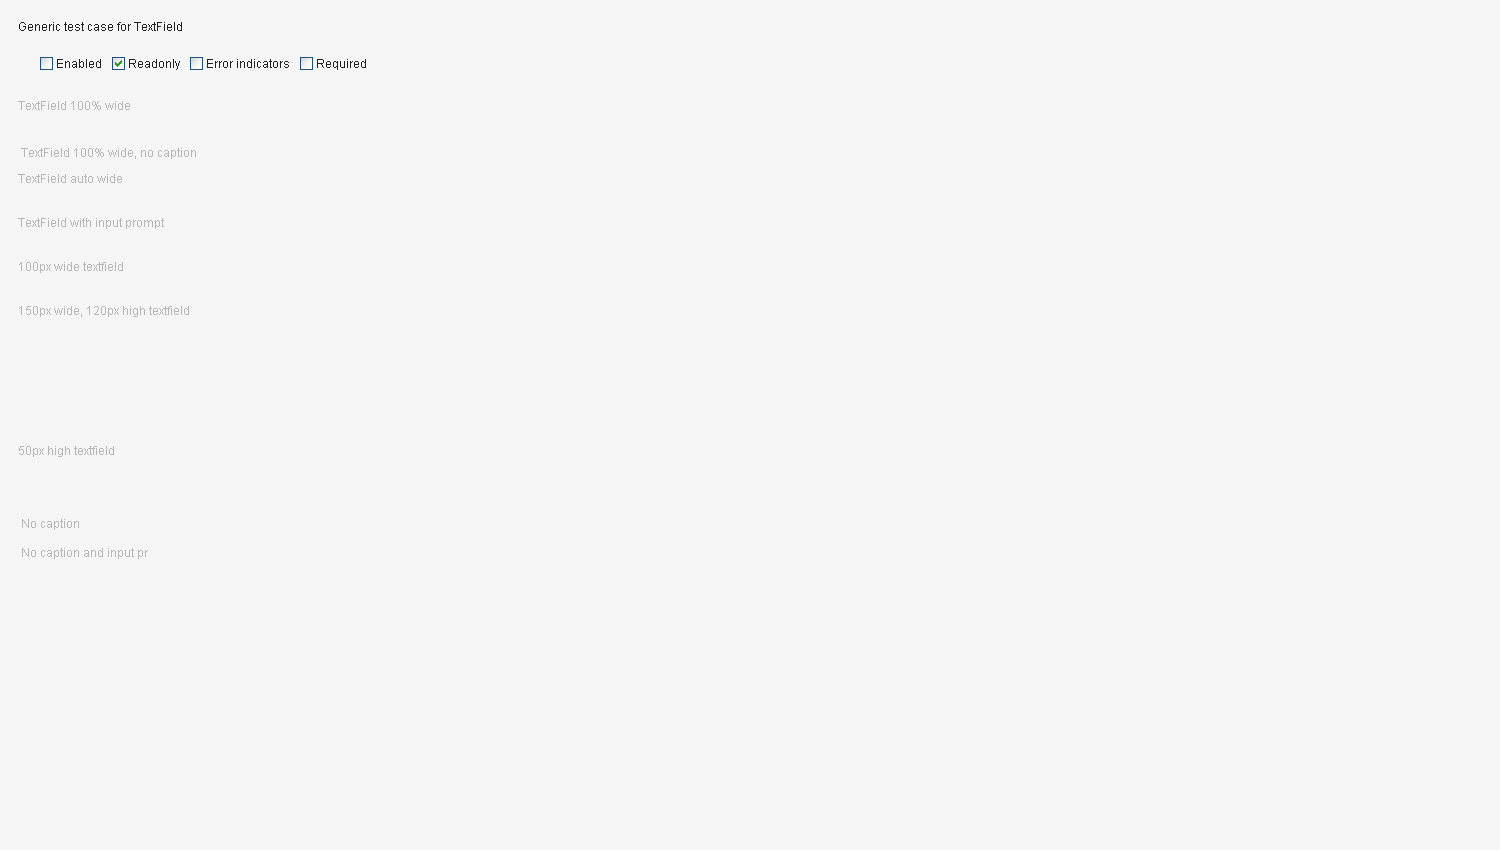 Generic test case for TextField
Enabled Readonly Error indicators Required
TextField 100% wide
TextField 100% wide, no caption
TextField auto wide
TextField with input prompt
100px wide textfield
150px wide, 120px high textfield
50px high textfield
No caption
No caption and input pr